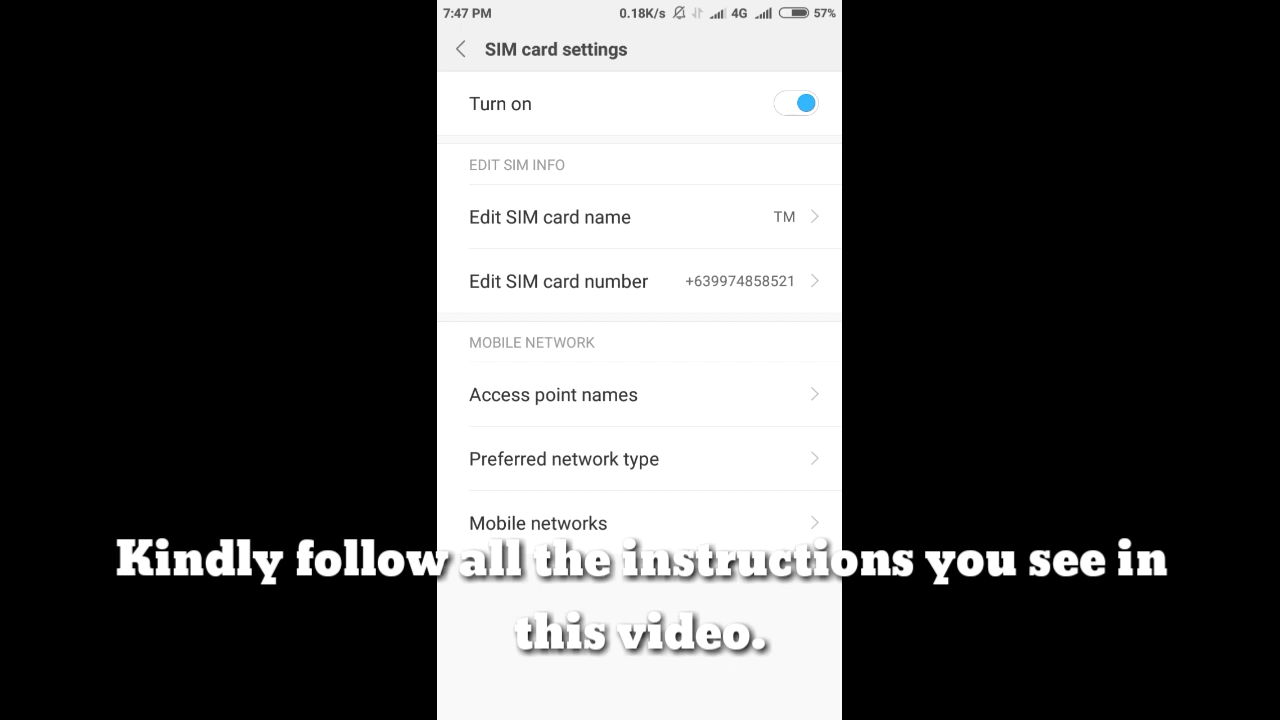 7:47 PM 0.18K/s 4G 57%
SIM card settings
Turn on
EDIT SIM INFO
Edit SIM card name TM
Edit SIM card number +639974858521
MOBILE NETWORK
Access point names
Preferred network type
Mobile networks
Kindly follow all the instructions you see in
this video.